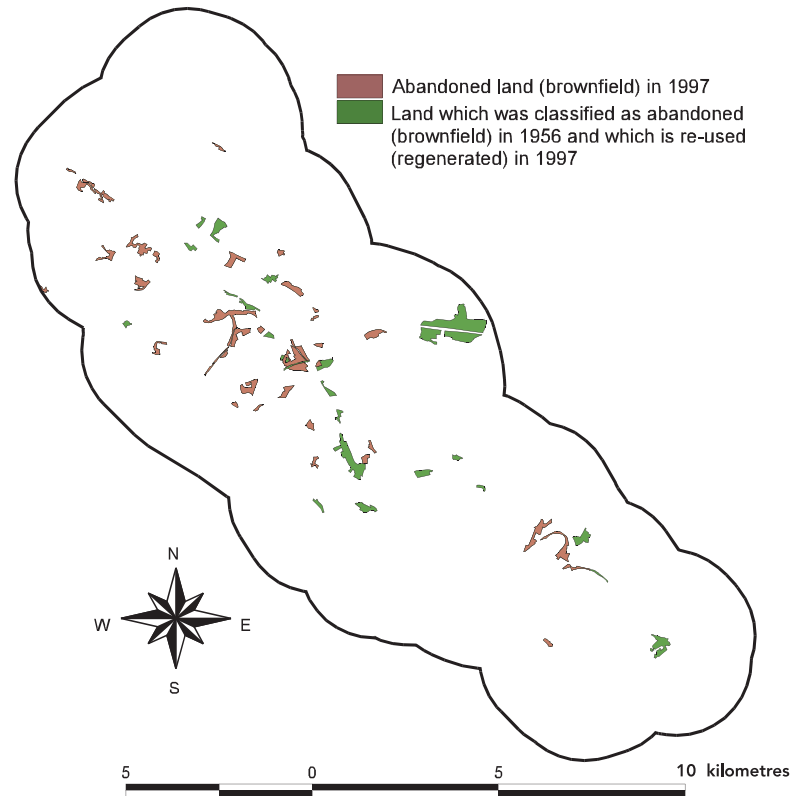 Abandoned land (brownfield) in 1997
Land which was classified as abandoned
(brownfield) in 1956 and which is re-used
(regenerated) in 1997
N
W
E
S
5
0
5
10 kilometres